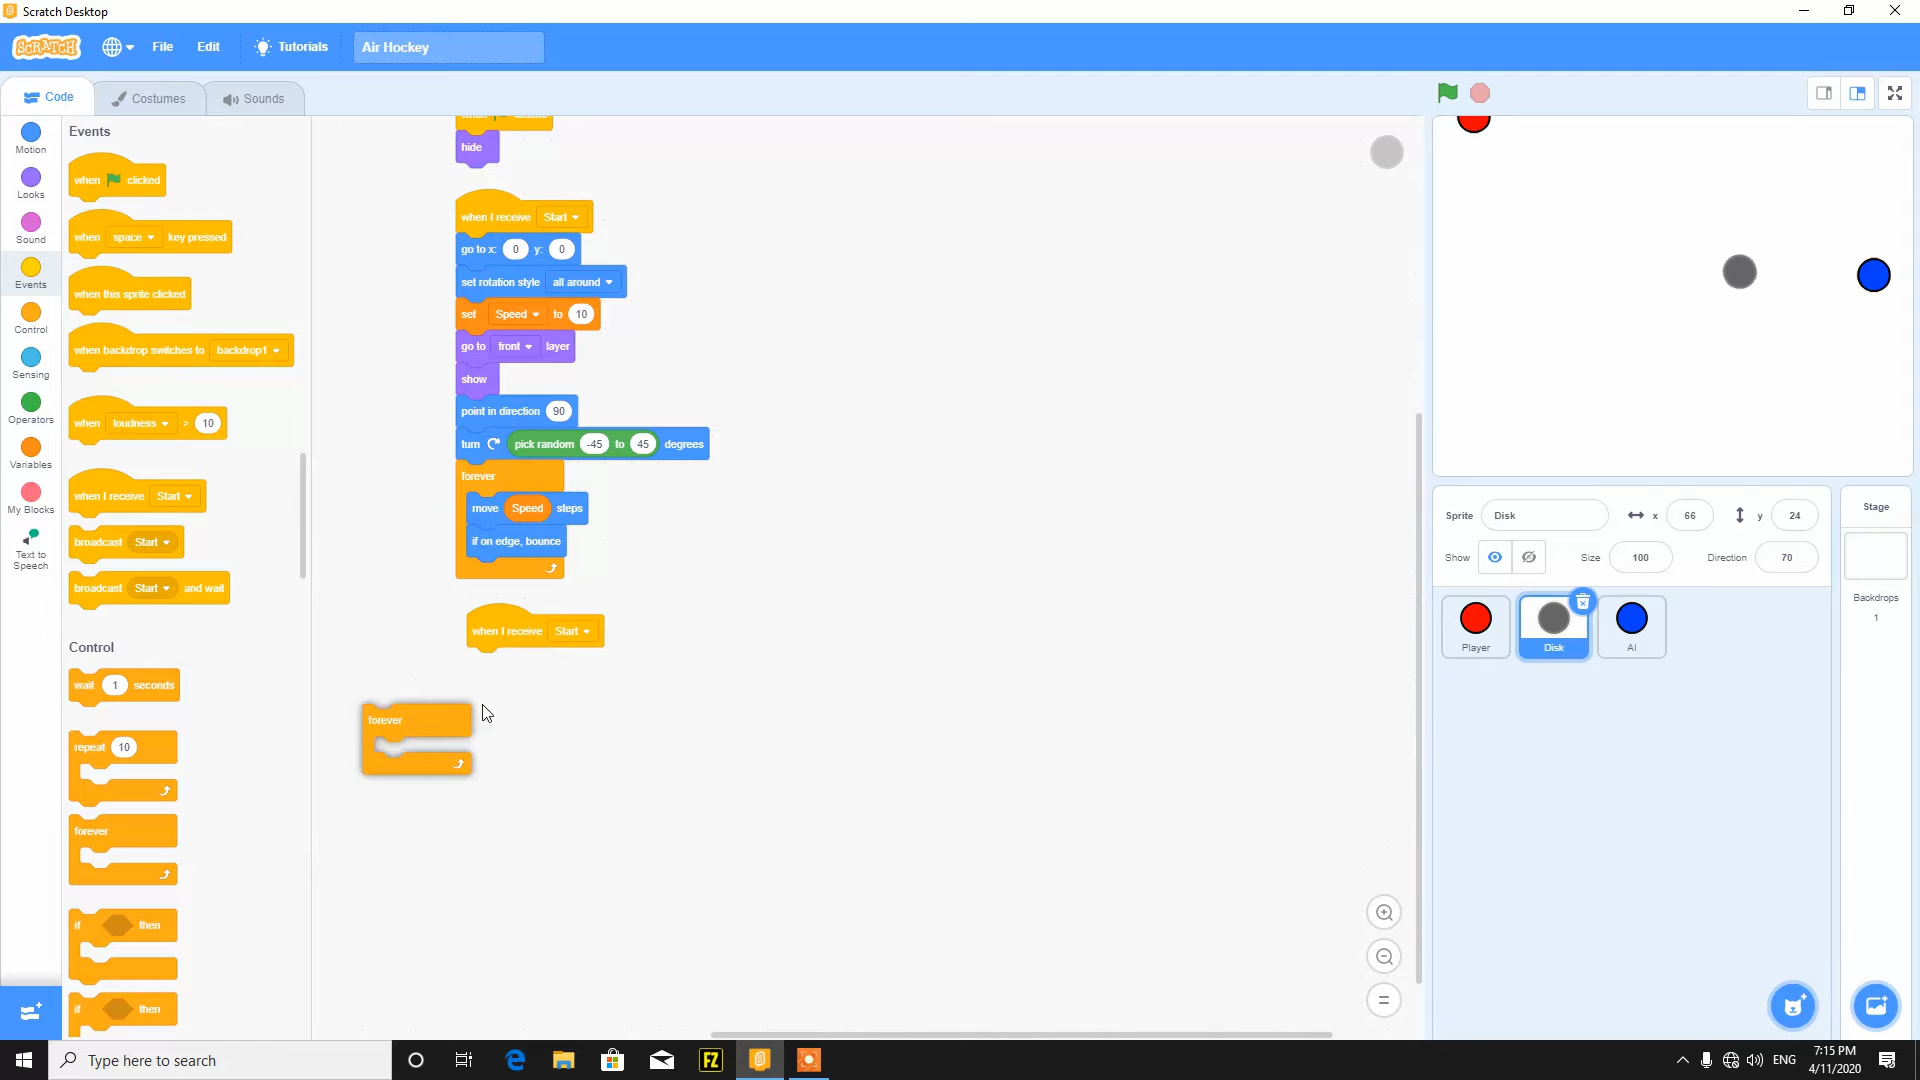 Scratch Desktop
SCRATCH File Edit Tutorials Air Hockey
Code Costumes Sounds
Motion
Looks
Sound
Events
Control
Sensing
Operators
Variables
My Blocks
Text to
Speech
Events
when clicked
when space key pressed
when this sprite clicked
when backdrop switches to backdrop1
when loudness > 10
when I receive Start
broadcast Start
broadcast Start and wait
Control
wait 1 seconds
repeat 10
forever
if then
if then
when clicked
hide
when I receive Start
go to x: 0 y: 0
set rotation style all around
set Speed to 10
go to front layer
show
point in direction 90
turn pick random -45 to 45 degrees
forever
move Speed steps
if on edge, bounce
when I receive Start
forever
Sprite Disk x 66 y 24
Show Size 100 Direction 70
Player
Disk
AI
Stage
Backdrops
1
Type here to search
FZ
ENG
7:15 PM
4/11/2020